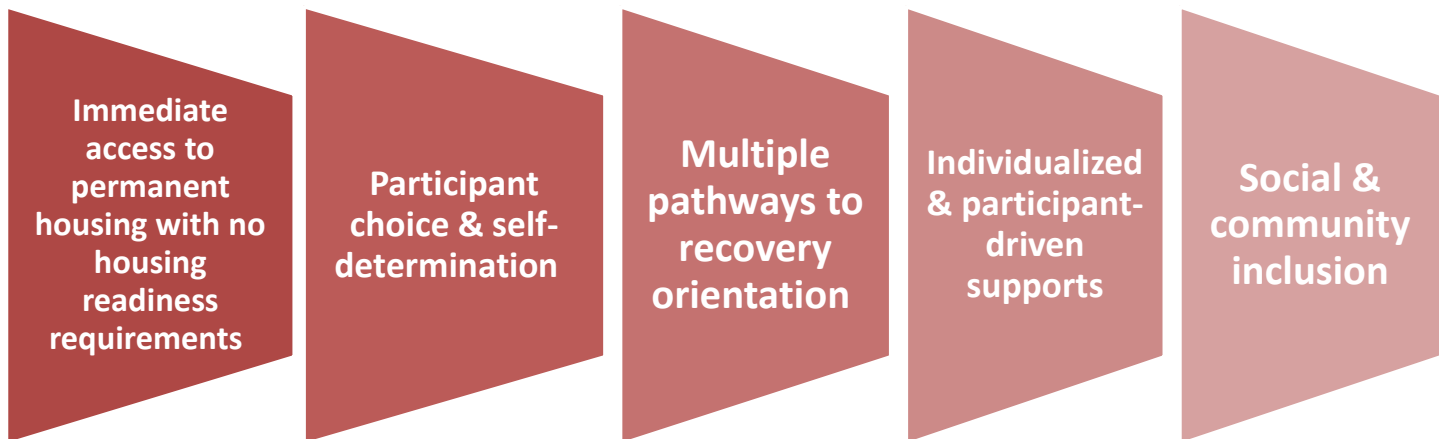 Immediate
access to
permanent
housing with no
housing
readiness
requirements
Participant
choice & self-
determination
Multiple
pathways to
recovery
orientation
Individualized
& participant-
driven
supports
Social &
community
inclusion